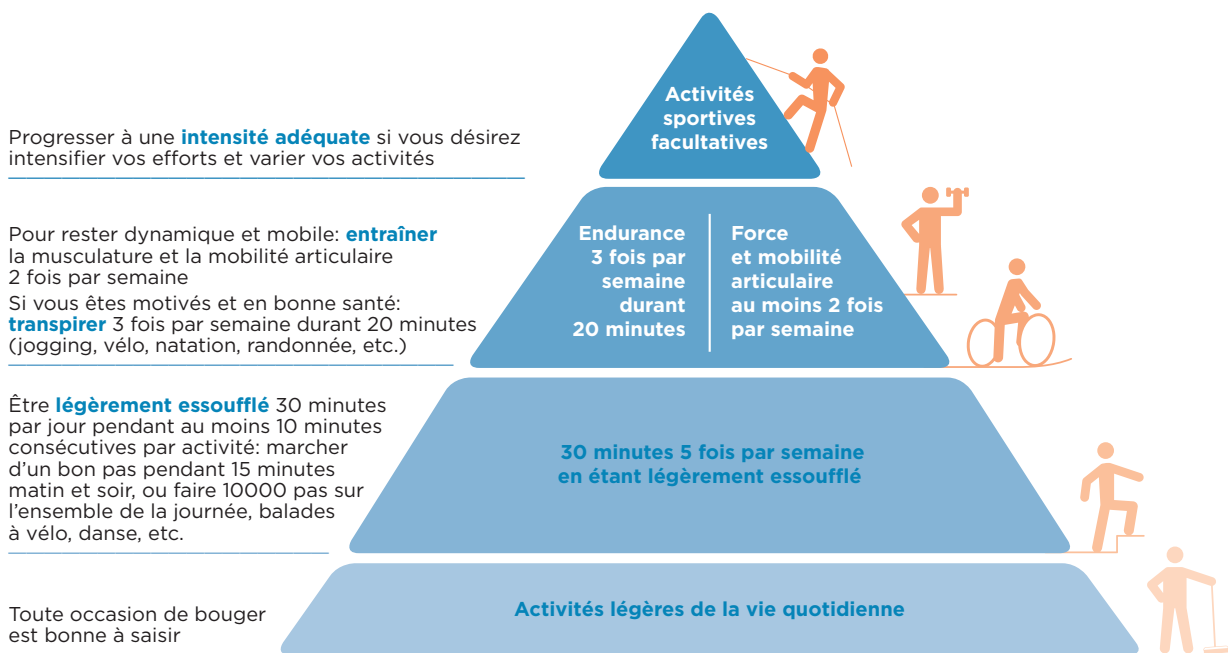 Activités
sportives
facultatives
Progresser à une intensité adéquate si vous désirez
intensifier vos efforts et varier vos activités
Pour rester dynamique et mobile: entraîner
la musculature et la mobilité articulaire
2 fois par semaine
Si vous êtes motivés et en bonne santé:
transpirer 3 fois par semaine durant 20 minutes
(jogging, vélo, natation, randonnée, etc.)
Endurance
3 fois par
semaine
durant
20 minutes
Force
et mobilité
articulaire
au moins 2 fois
par semaine
Être légèrement essoufflé 30 minutes
par jour pendant au moins 10 minutes
consécutives par activité: marcher
d’un bon pas pendant 15 minutes
matin et soir, ou faire 10000 pas sur
l’ensemble de la journée, balades
à vélo, danse, etc.
30 minutes 5 fois par semaine
en étant légèrement essoufflé
Toute occasion de bouger
est bonne à saisir
Activités légères de la vie quotidienne